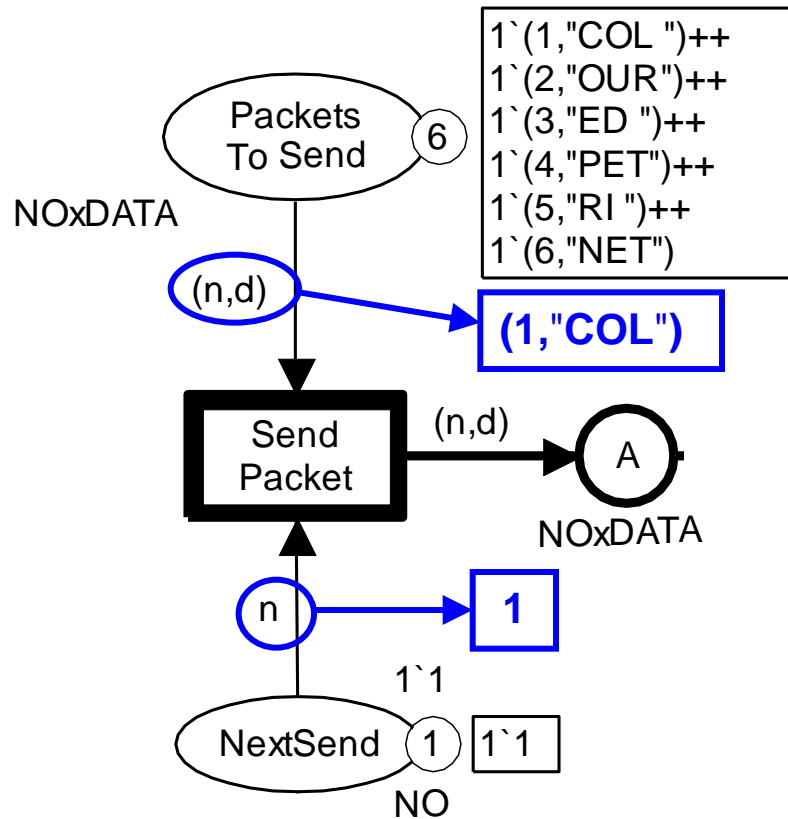 Packets
To Send
6
1`(1,"COL ")++
1`(2,"OUR")++
1`(3,"ED ")++
1`(4,"PET")++
1`(5,"RI ")++
1`(6,"NET")
NOxDATA
(n,d)
(1,"COL")
Send
Packet
(n,d)
A
NOxDATA
n
1
1`1
NextSend
1
1`1
NO